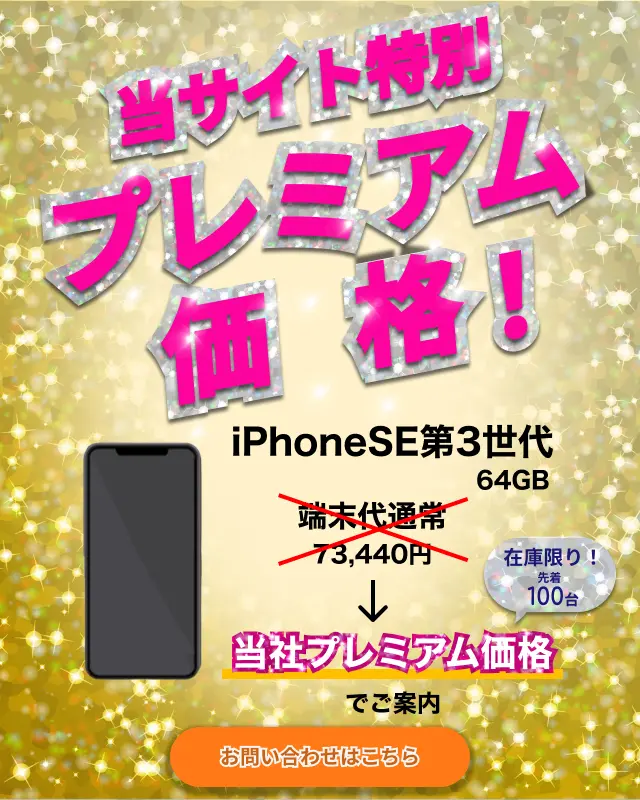 当サイト特別
プレミアム
価格！
iPhoneSE第3世代
64GB
端末代通常
73,440円
在庫限り！
先着
100台
当社プレミアム価格
でご案内
お問い合わせはこちら